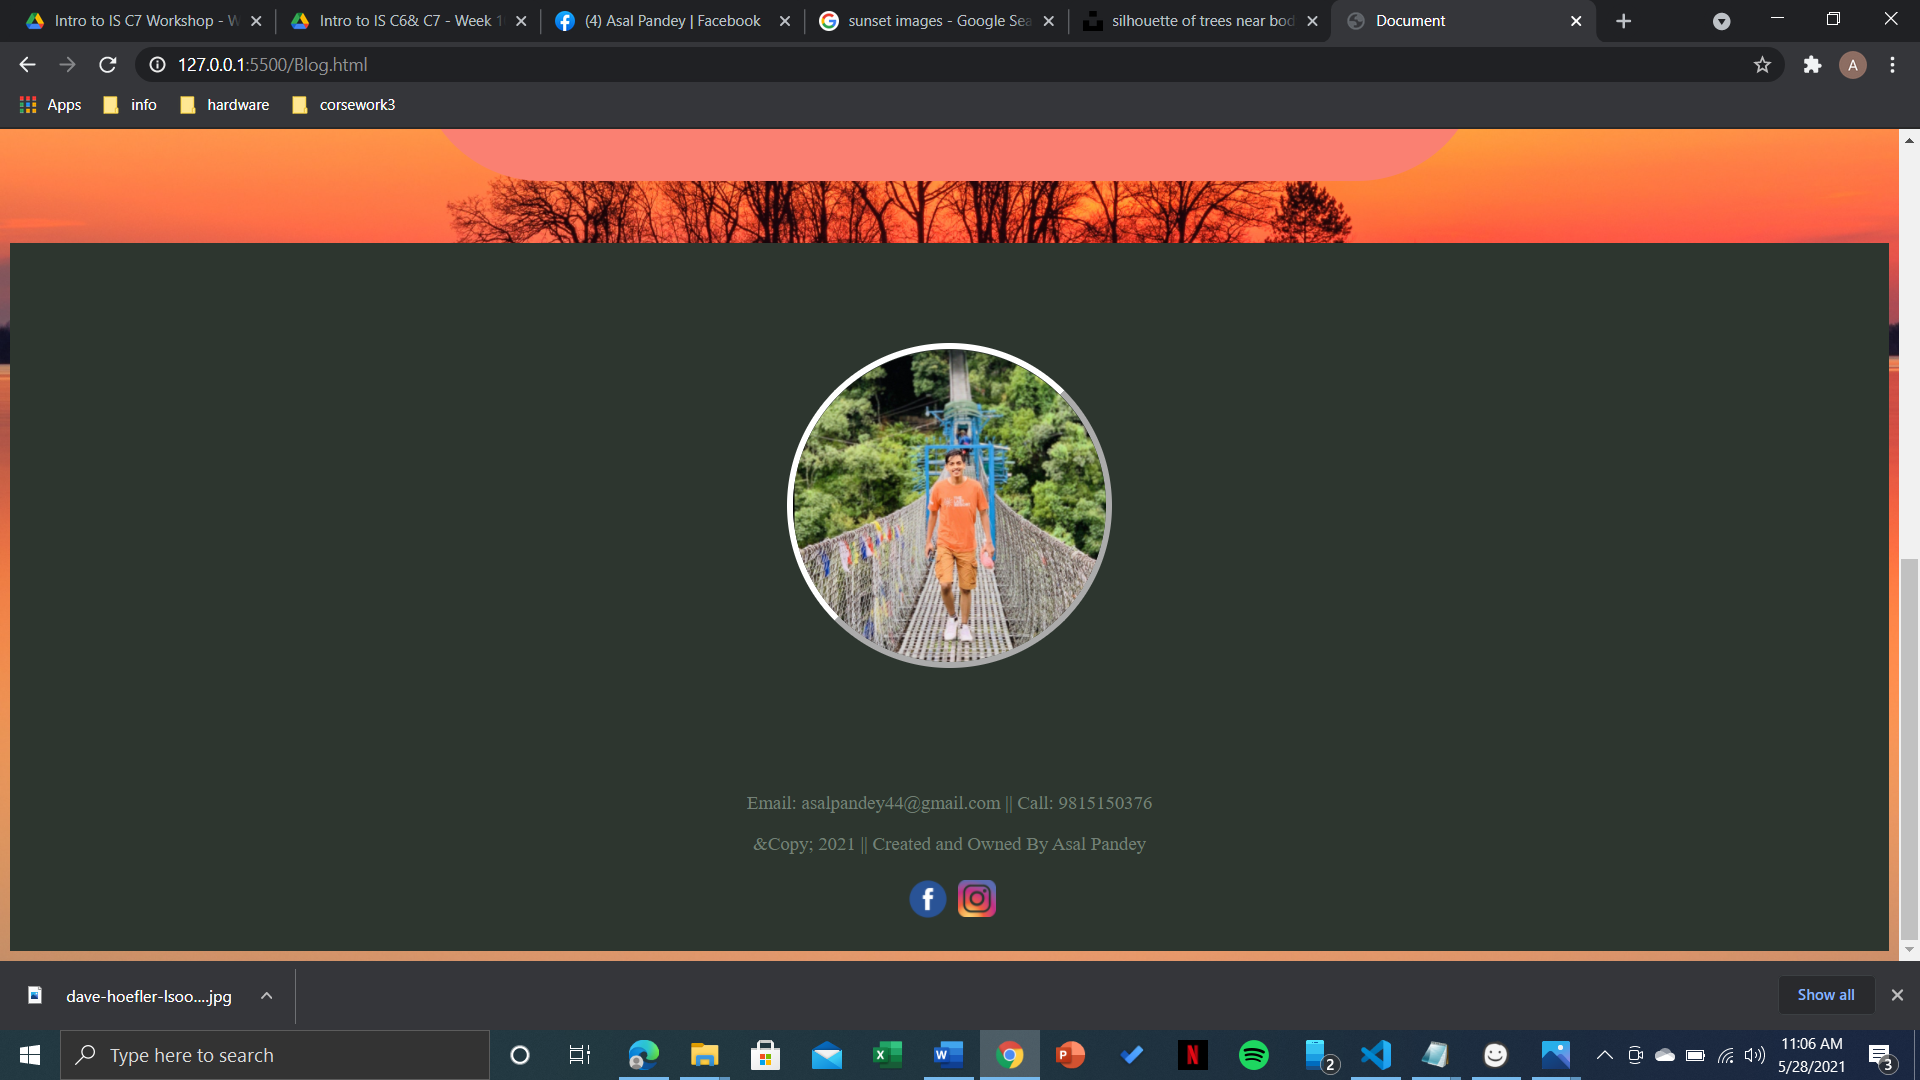 Intro to IS C7 Workshop - W
Intro to IS C6& C7 - Week 1
(4) Asal Pandey | Facebook
sunset images - Google Sea
silhouette of trees near bod
Document
127.0.0.1:5500/Blog.html
A
Apps
info
hardware
corsework3
Email: asalpandey44@gmail.com || Call: 9815150376
&Copy; 2021 || Created and Owned By Asal Pandey
dave-hoefler-lsoo....jpg
Show all
Type here to search
2
11:06 AM
5/28/2021
3